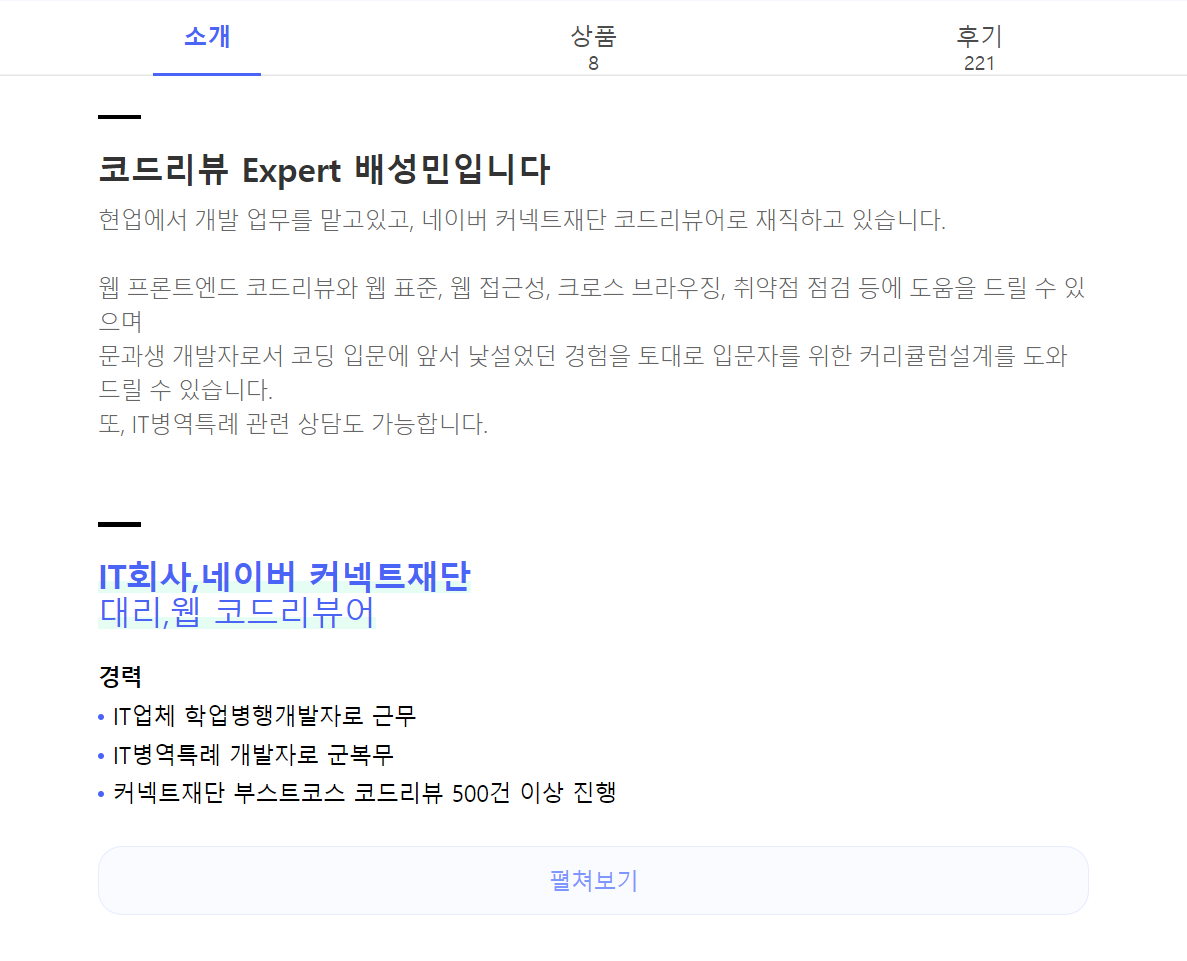 소개
상품
8
후기
221
코드리뷰 Expert 배성민입니다
현업에서 개발 업무를 맡고있고, 네이버 커넥트재단 코드리뷰어로 재직하고 있습니다.
웹 프론트엔드 코드리뷰와 웹 표준, 웹 접근성, 크로스 브라우징, 취약점 점검 등에 도움을 드릴 수 있
으며
문과생 개발자로서 코딩 입문에 앞서 낯설었던 경험을 토대로 입문자를 위한 커리큘럼설계를 도와
드릴 수 있습니다.
또, IT병역특례 관련 상담도 가능합니다.
IT회사,네이버 커넥트재단
대리,웹 코드리뷰어
경력
• IT업체 학업병행개발자로 근무
• IT병역특례 개발자로 군복무
• 커넥트재단 부스트코스 코드리뷰 500건 이상 진행
펼쳐보기